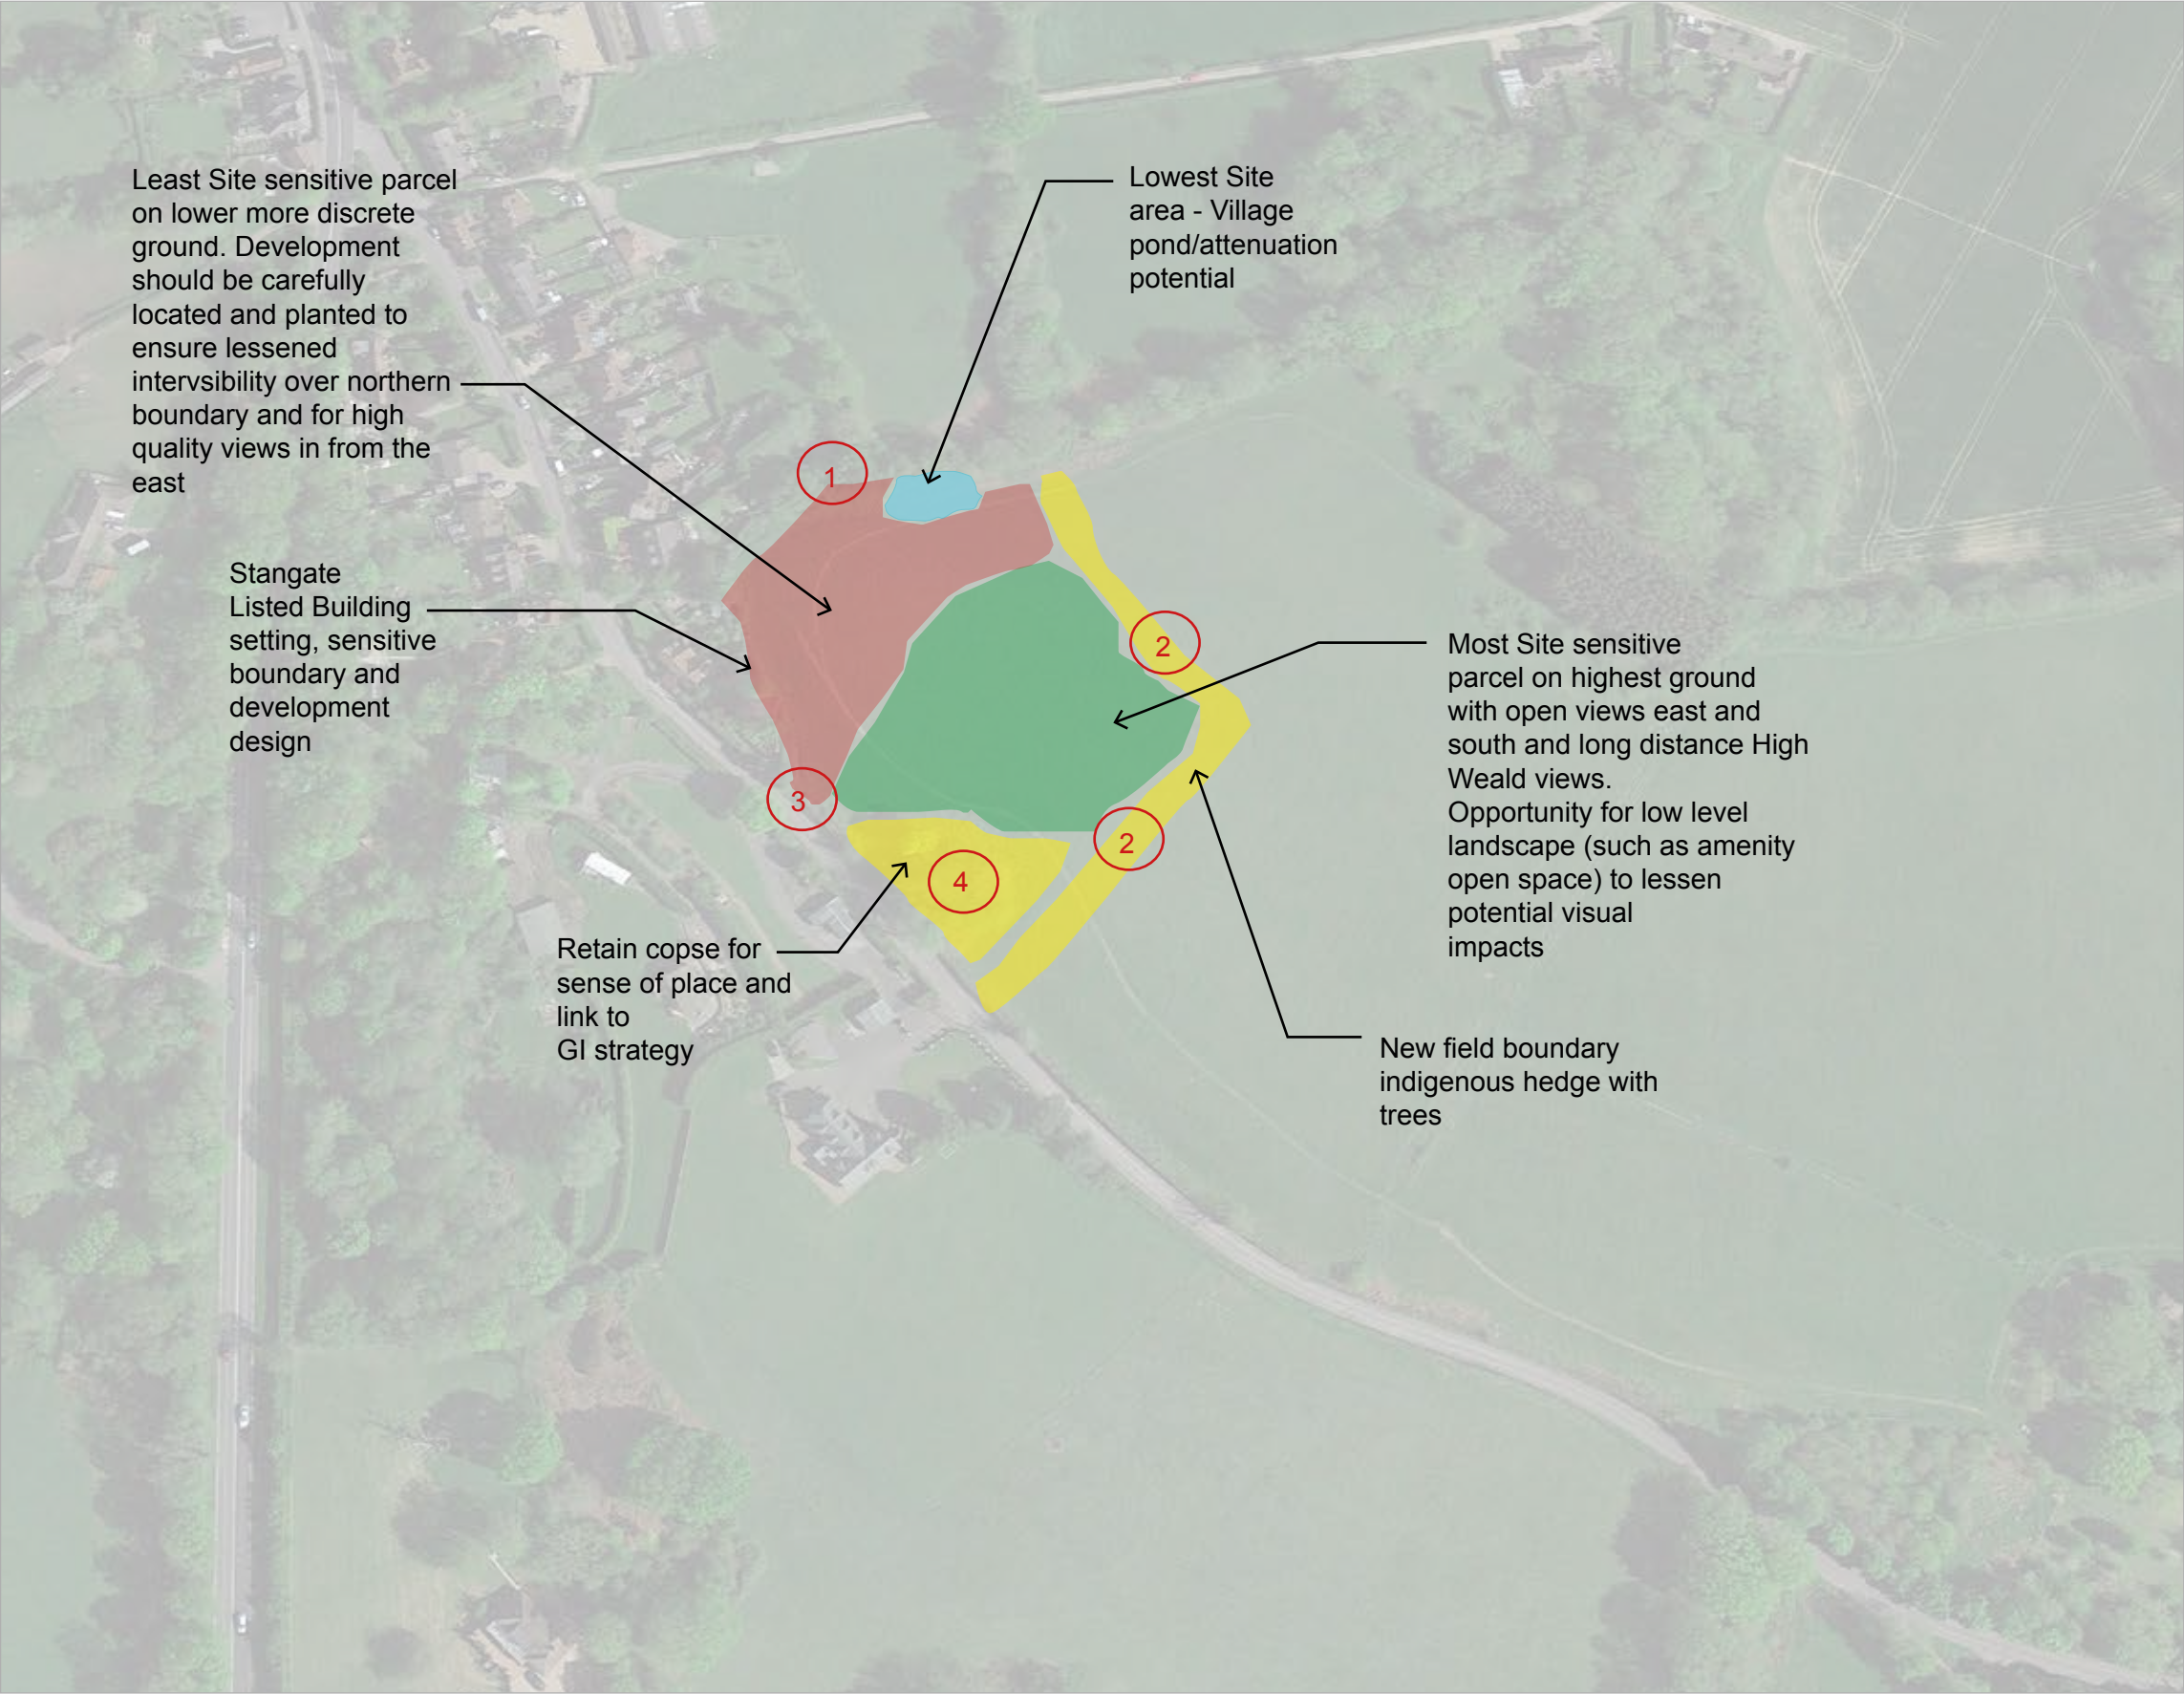 Least Site sensitive parcel
on lower more discrete
ground. Development
should be carefully
located and planted to
ensure lessened
intervsibility over northern
boundary and for high
quality views in from the
east
Lowest Site
area - Village
pond/attenuation
potential
1
Stangate
Listed Building
setting, sensitive
boundary and
development
design
2
Most Site sensitive
parcel on highest ground
with open views east and
south and long distance High
Weald views.
Opportunity for low level
landscape (such as amenity
open space) to lessen
potential visual
impacts
3
2
4
Retain copse for
sense of place and
link to
GI strategy
New field boundary
indigenous hedge with
trees